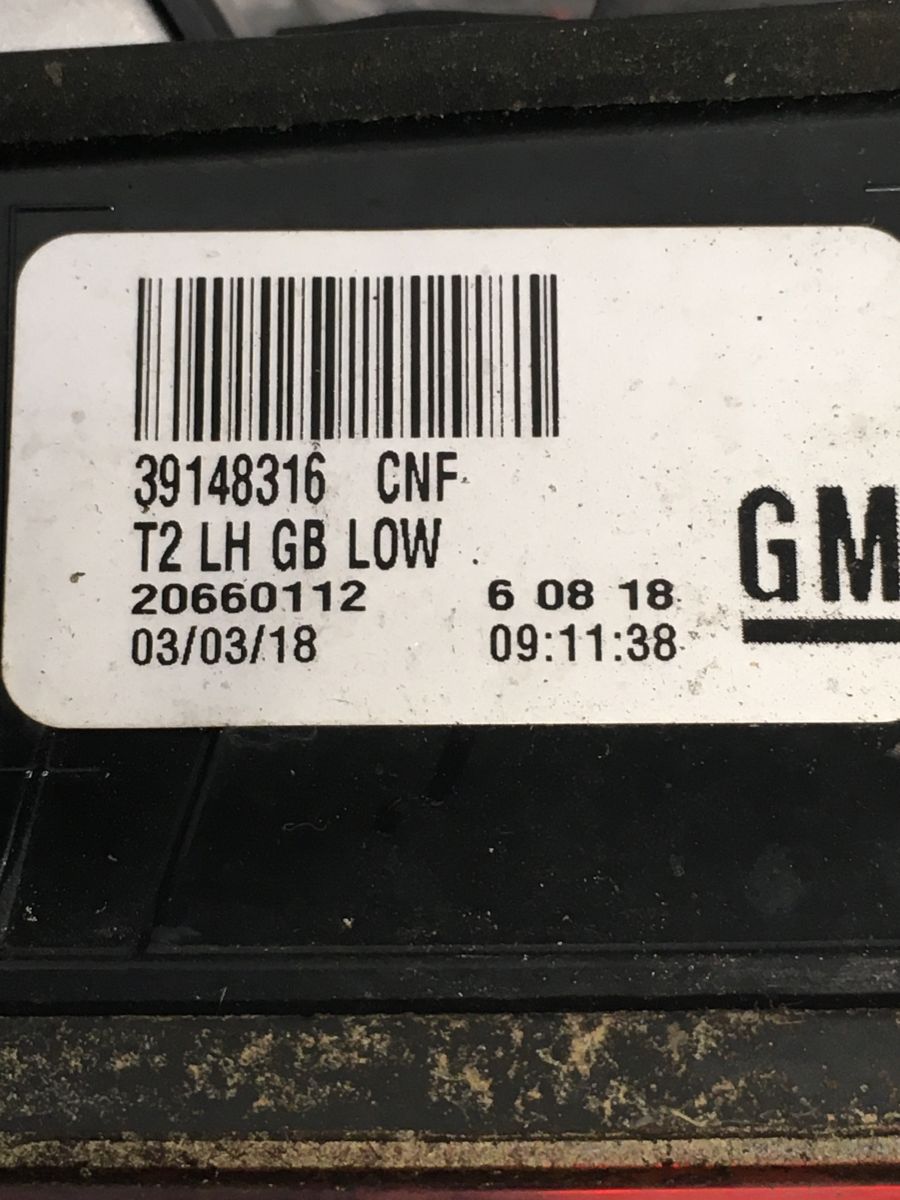 39148316 CNF
T2 LH GB LOW
20660112 6 08 18
03/03/18 09:11:38
GM